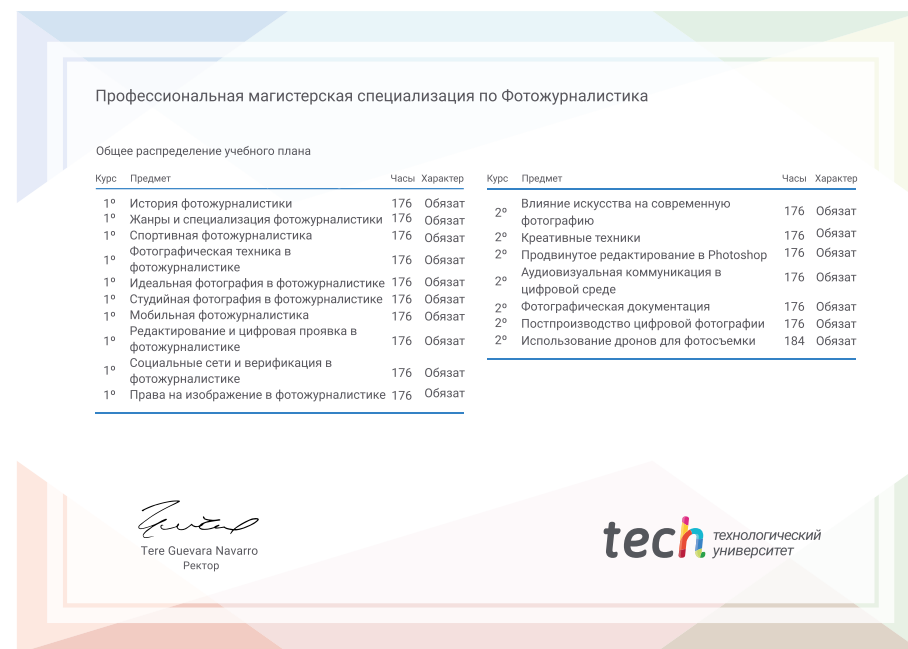 Профессиональная магистерская специализация по Фотожурналистика
Общее распределение учебного плана
Курс Предмет Часы Характер
1º История фотожурналистики 176 Обязат
1º Жанры и специализация фотожурналистики 176 Обязат
1º Спортивная фотожурналистика 176 Обязат
1º Фотографическая техника в
фотожурналистике 176 Обязат
1º Идеальная фотография в фотожурналистике 176 Обязат
1º Студийная фотография в фотожурналистике 176 Обязат
1º Мобильная фотожурналистика 176 Обязат
1º Редактирование и цифровая проявка в
фотожурналистике 176 Обязат
1º Социальные сети и верификация в
фотожурналистике 176 Обязат
1º Права на изображение в фотожурналистике 176 Обязат
Курс Предмет Часы Характер
2º Влияние искусства на современную
фотографию 176 Обязат
2º Креативные техники 176 Обязат
2º Продвинутое редактирование в Photoshop 176 Обязат
2º Аудиовизуальная коммуникация в
цифровой среде 176 Обязат
2º Фотографическая документация 176 Обязат
2º Постпроизводство цифровой фотографии 176 Обязат
2º Использование дронов для фотосъемки 184 Обязат
Tere Guevara Navarro
Ректор
tech технологический
университет